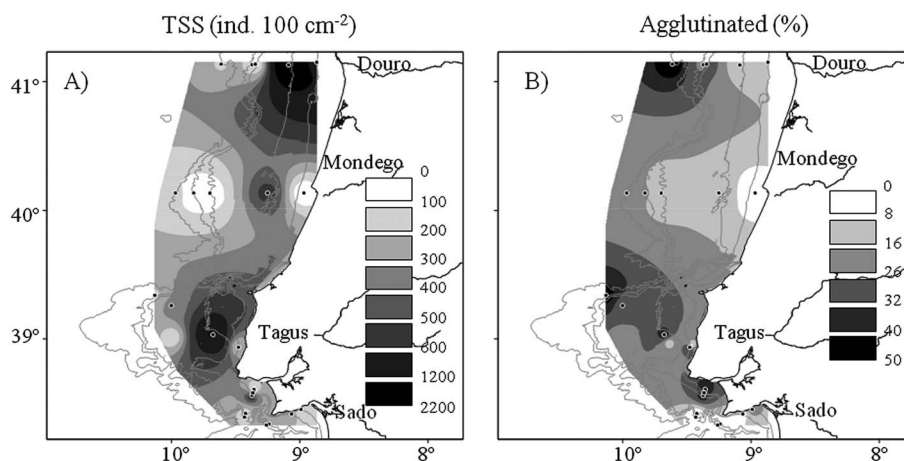 TSS (ind. 100 cm-2)
Agglutinated (%)
A)
41°
40°
39°
10°
9°
8°
Douro
Mondego
Tagus
Sado
0
100
200
300
400
500
600
1200
2200
B)
10°
9°
8°
Douro
Mondego
Tagus
Sado
0
8
16
26
32
40
50